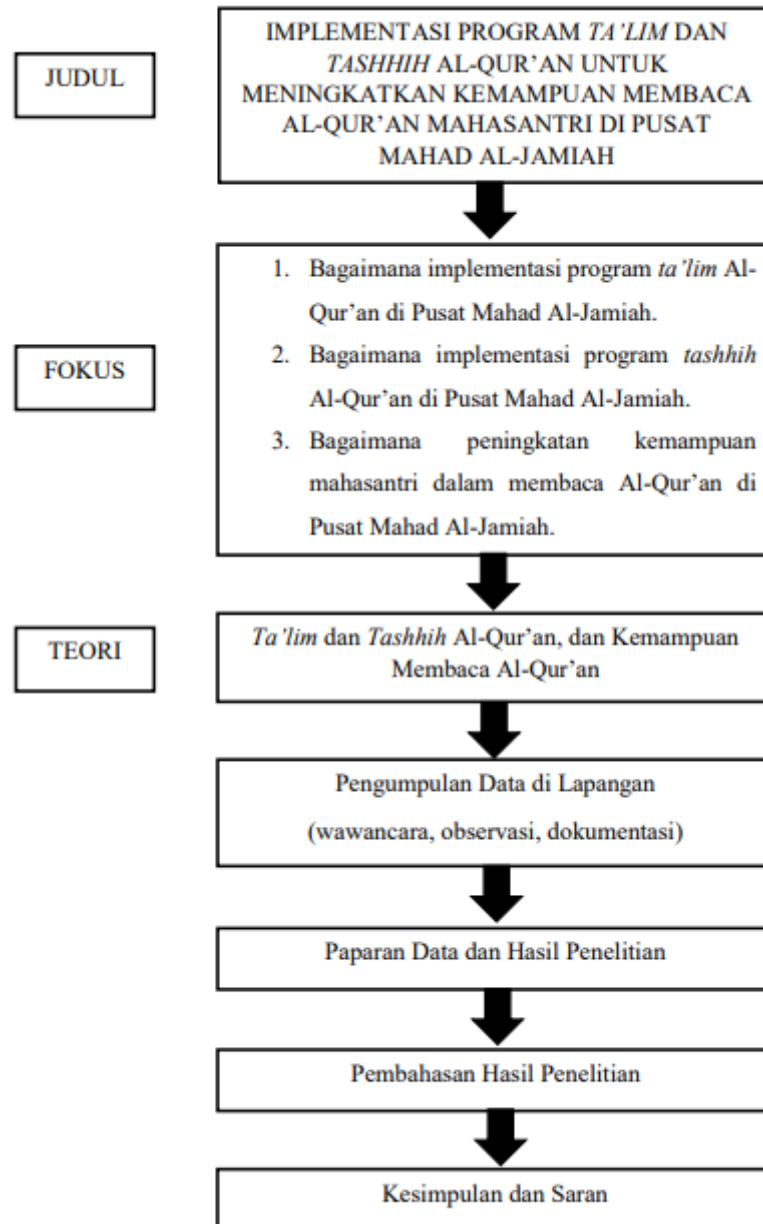 JUDUL
IMPLEMENTASI PROGRAM TA’LIM DAN
TASHHIH AL-QUR’AN UNTUK
MENINGKATKAN KEMAMPUAN MEMBACA
AL-QUR’AN MAHASANTRI DI PUSAT
MAHAD AL-JAMIAH
FOKUS
1. Bagaimana implementasi program ta’lim Al-
Qur’an di Pusat Mahad Al-Jamiah.
2. Bagaimana implementasi program tashhih
Al-Qur’an di Pusat Mahad Al-Jamiah.
3. Bagaimana peningkatan kemampuan
mahasantri dalam membaca Al-Qur’an di
Pusat Mahad Al-Jamiah.
TEORI
Ta’lim dan Tashhih Al-Qur’an, dan Kemampuan
Membaca Al-Qur’an
Pengumpulan Data di Lapangan
(wawancara, observasi, dokumentasi)
Paparan Data dan Hasil Penelitian
Pembahasan Hasil Penelitian
Kesimpulan dan Saran